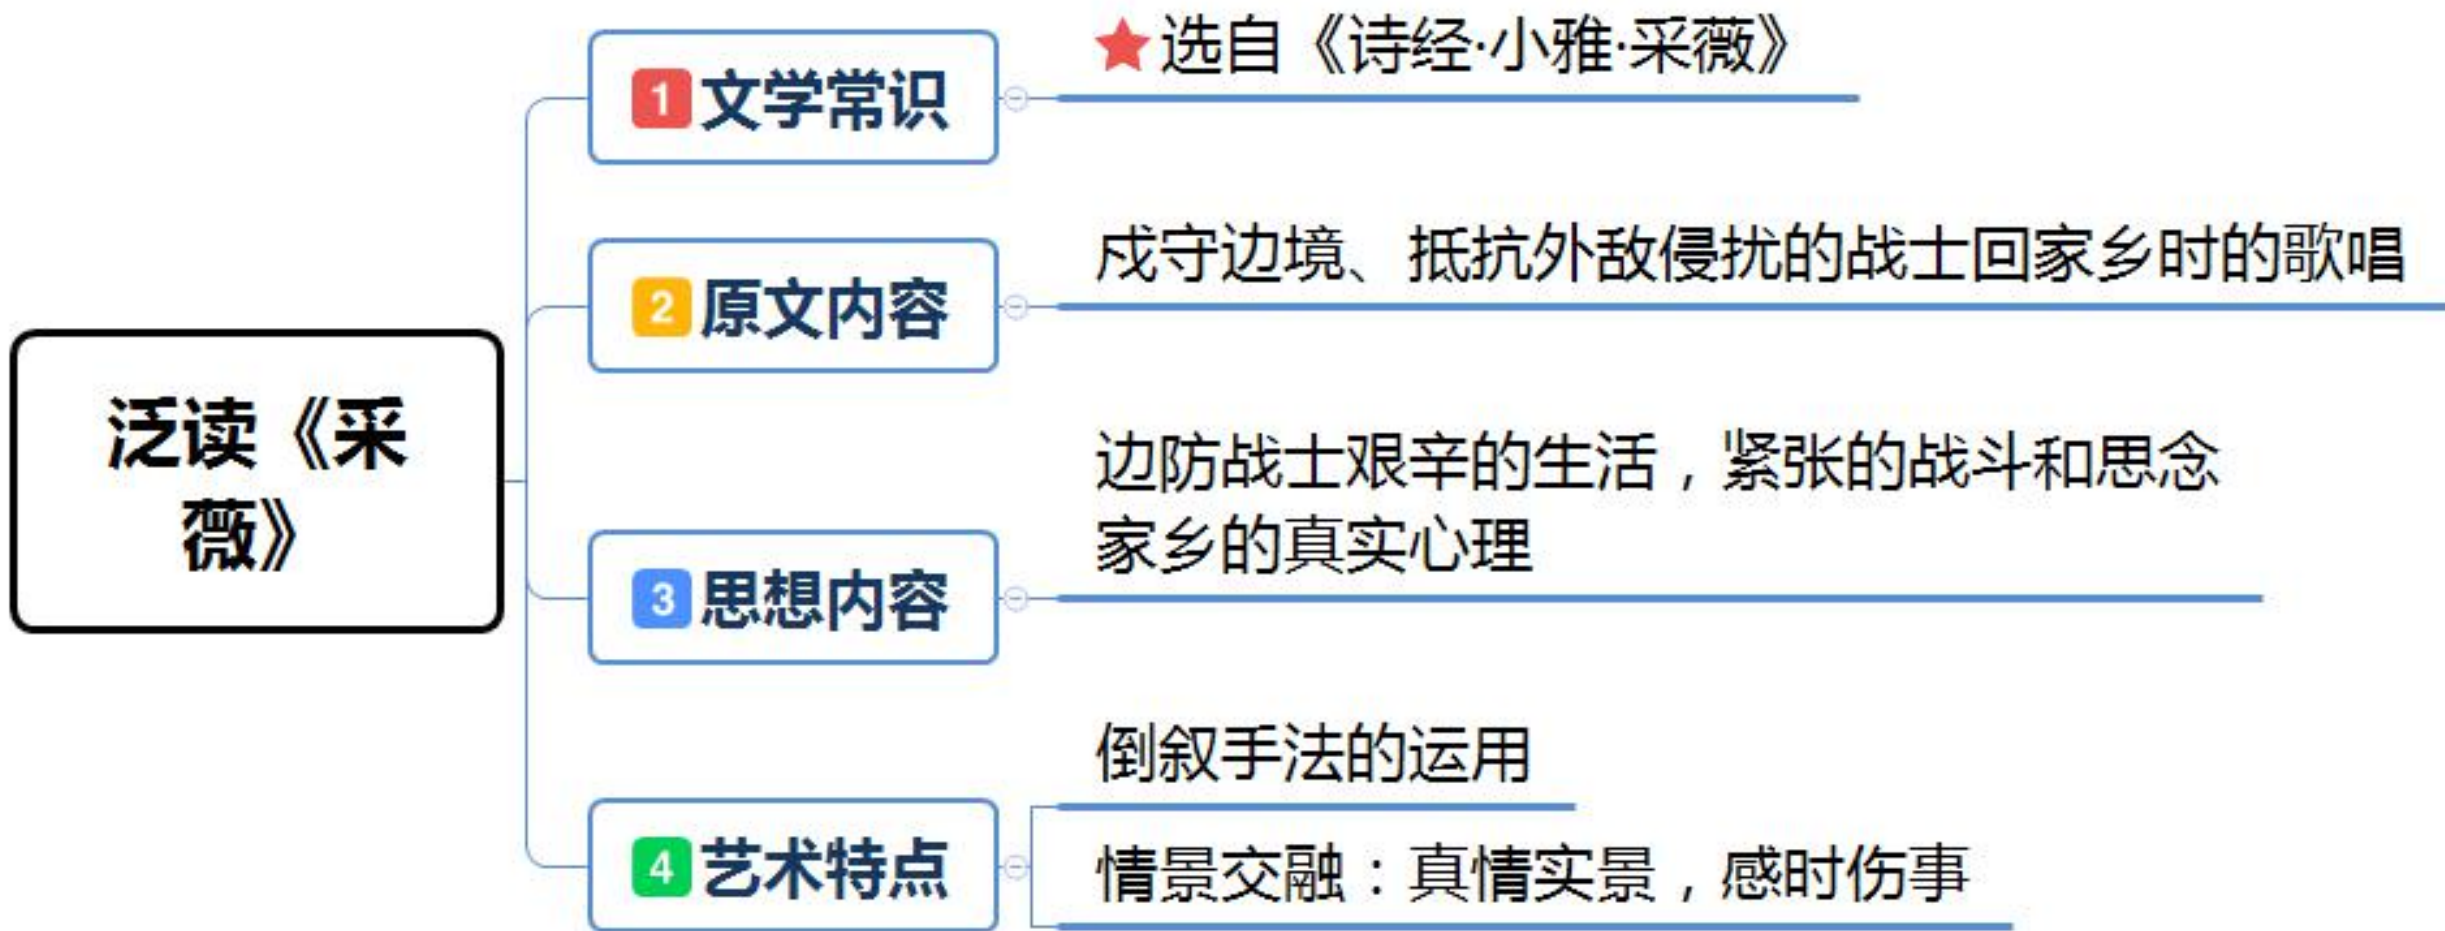 泛读《采
薇》
1 文学常识
★选自《诗经·小雅·采薇》
2 原文内容
戍守边境、抵抗外敌侵扰的战士回家乡时的歌唱
3 思想内容
边防战士艰辛的生活，紧张的战斗和思念
家乡的真实心理
4 艺术特点
倒叙手法的运用
情景交融：真情实景，感时伤事